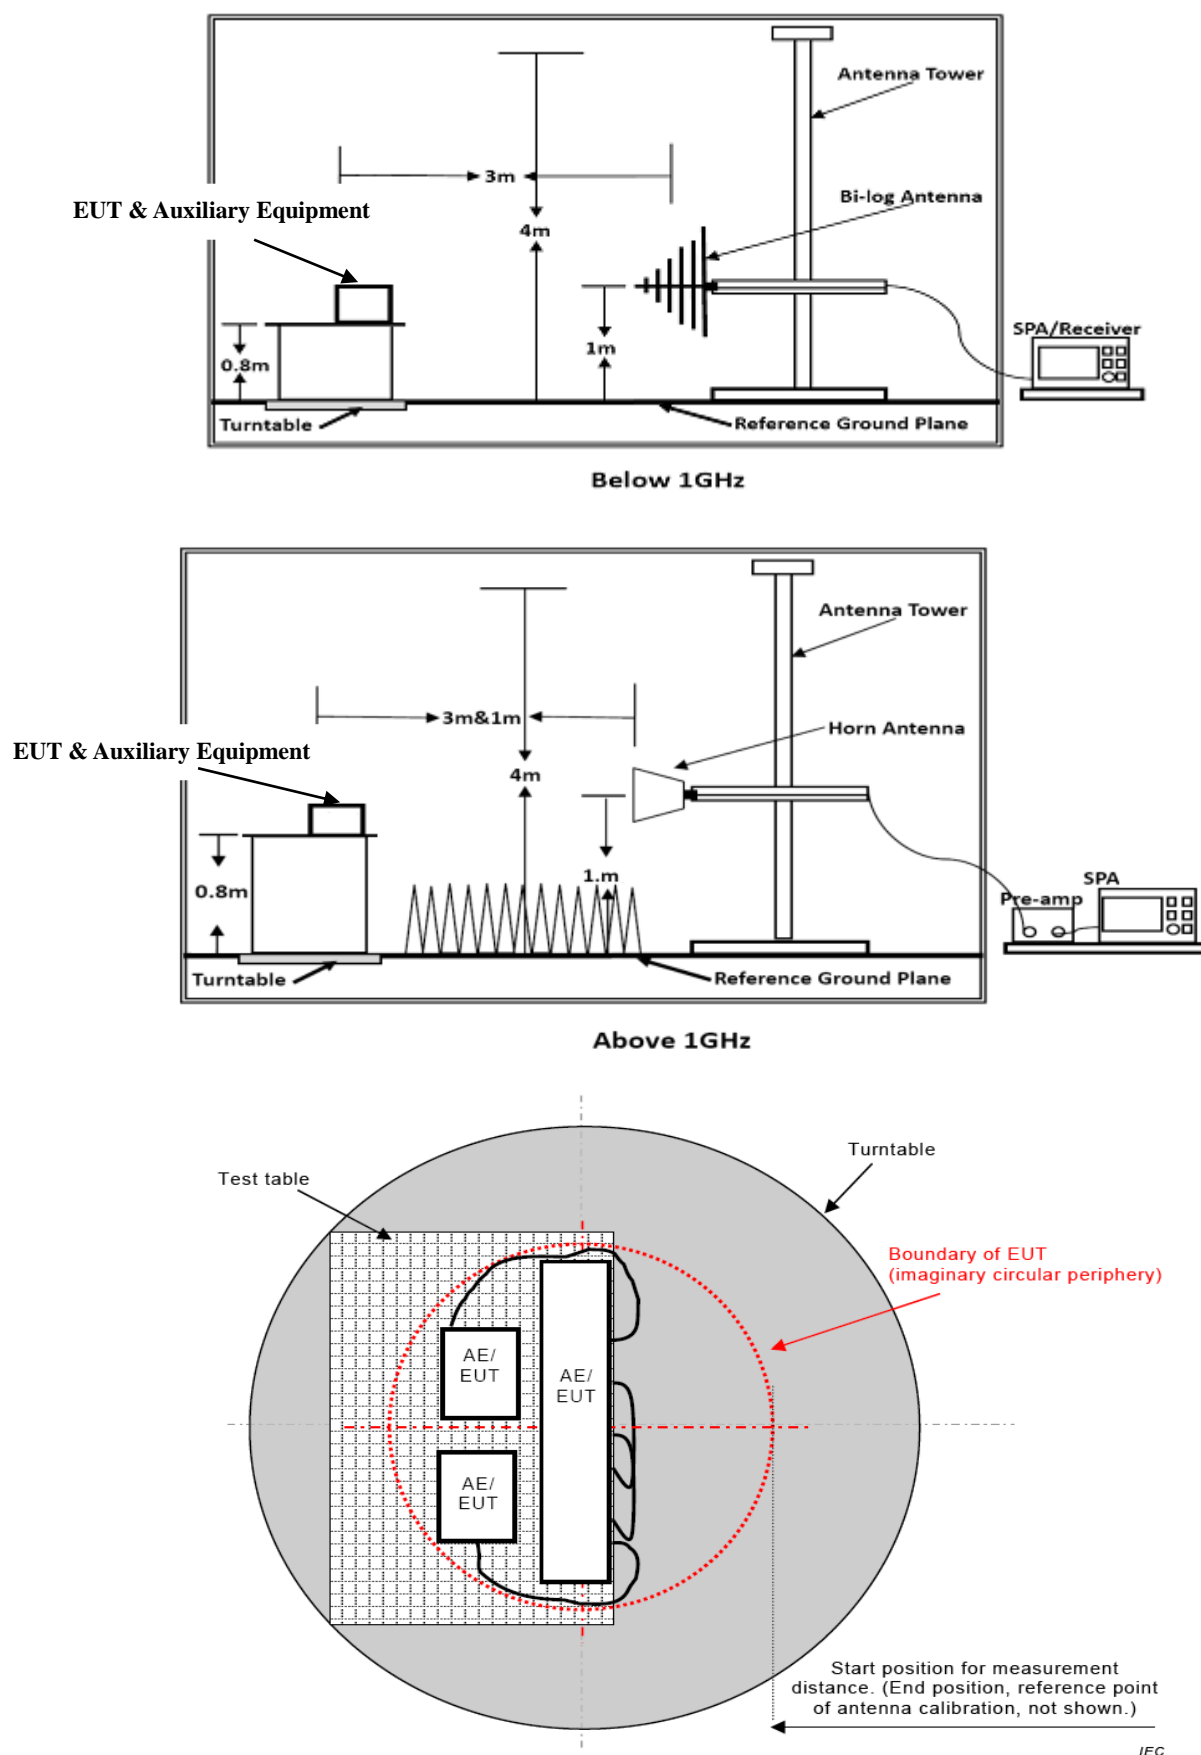 Antenna Tower
3m
Bi-log Antenna
EUT & Auxiliary Equipment
4m
SPA/Receiver
1m
0.8m
Turntable
Reference Ground Plane
Below 1GHz
Antenna Tower
3m&1m
Horn Antenna
EUT & Auxiliary Equipment
4m
1.m
SPA
0.8m
Pre-amp
Turntable
Reference Ground Plane
Above 1GHz
Turntable
Test table
Boundary of EUT
(imaginary circular periphery)
AE/
EUT
AE/
EUT
AE/
EUT
Start position for measurement
distance. (End position, reference point
of antenna calibration, not shown.)
IEC